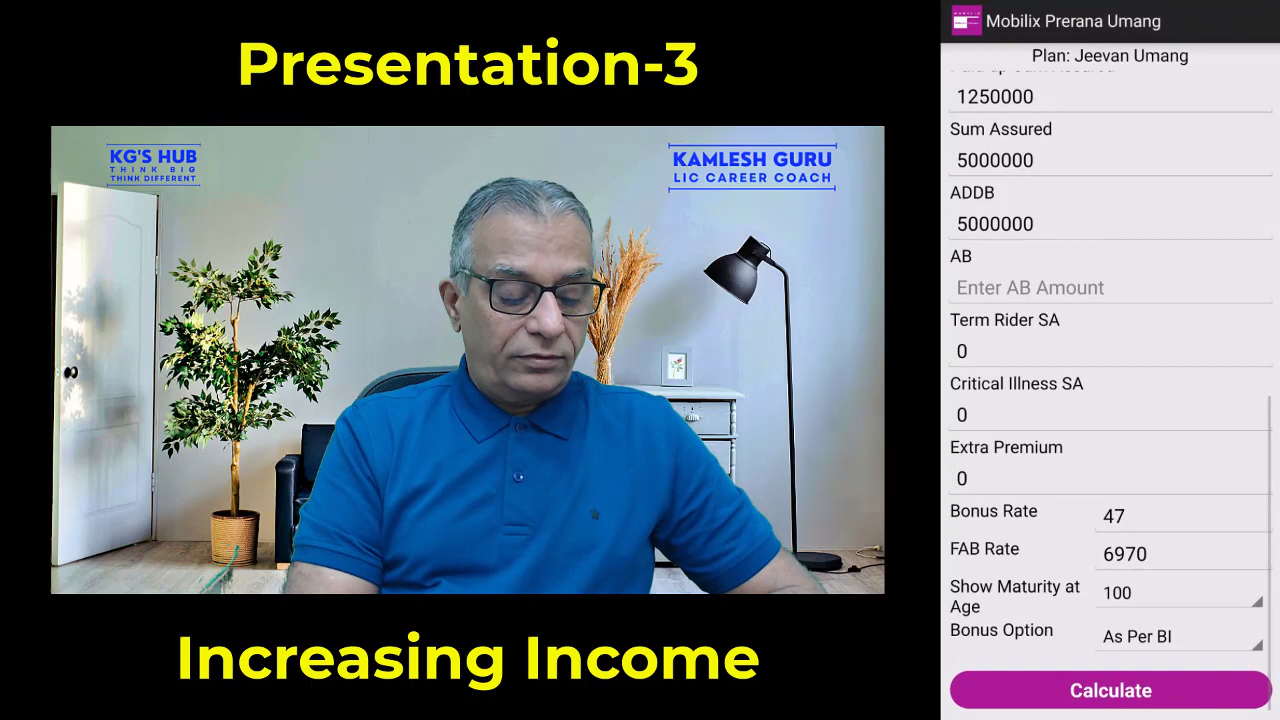 Presentation-3
KG'S HUB
THINK BIG
THINK DIFFERENT
KAMLESH GURU
LIC CAREER COACH
Increasing Income
Mobilix Prerana Umang
Plan: Jeevan Umang
1250000
Sum Assured
5000000
ADDB
5000000
AB
Enter AB Amount
Term Rider SA
0
Critical Illness SA
0
Extra Premium
0
Bonus Rate 47
FAB Rate 6970
Show Maturity at Age 100
Bonus Option As Per BI
Calculate